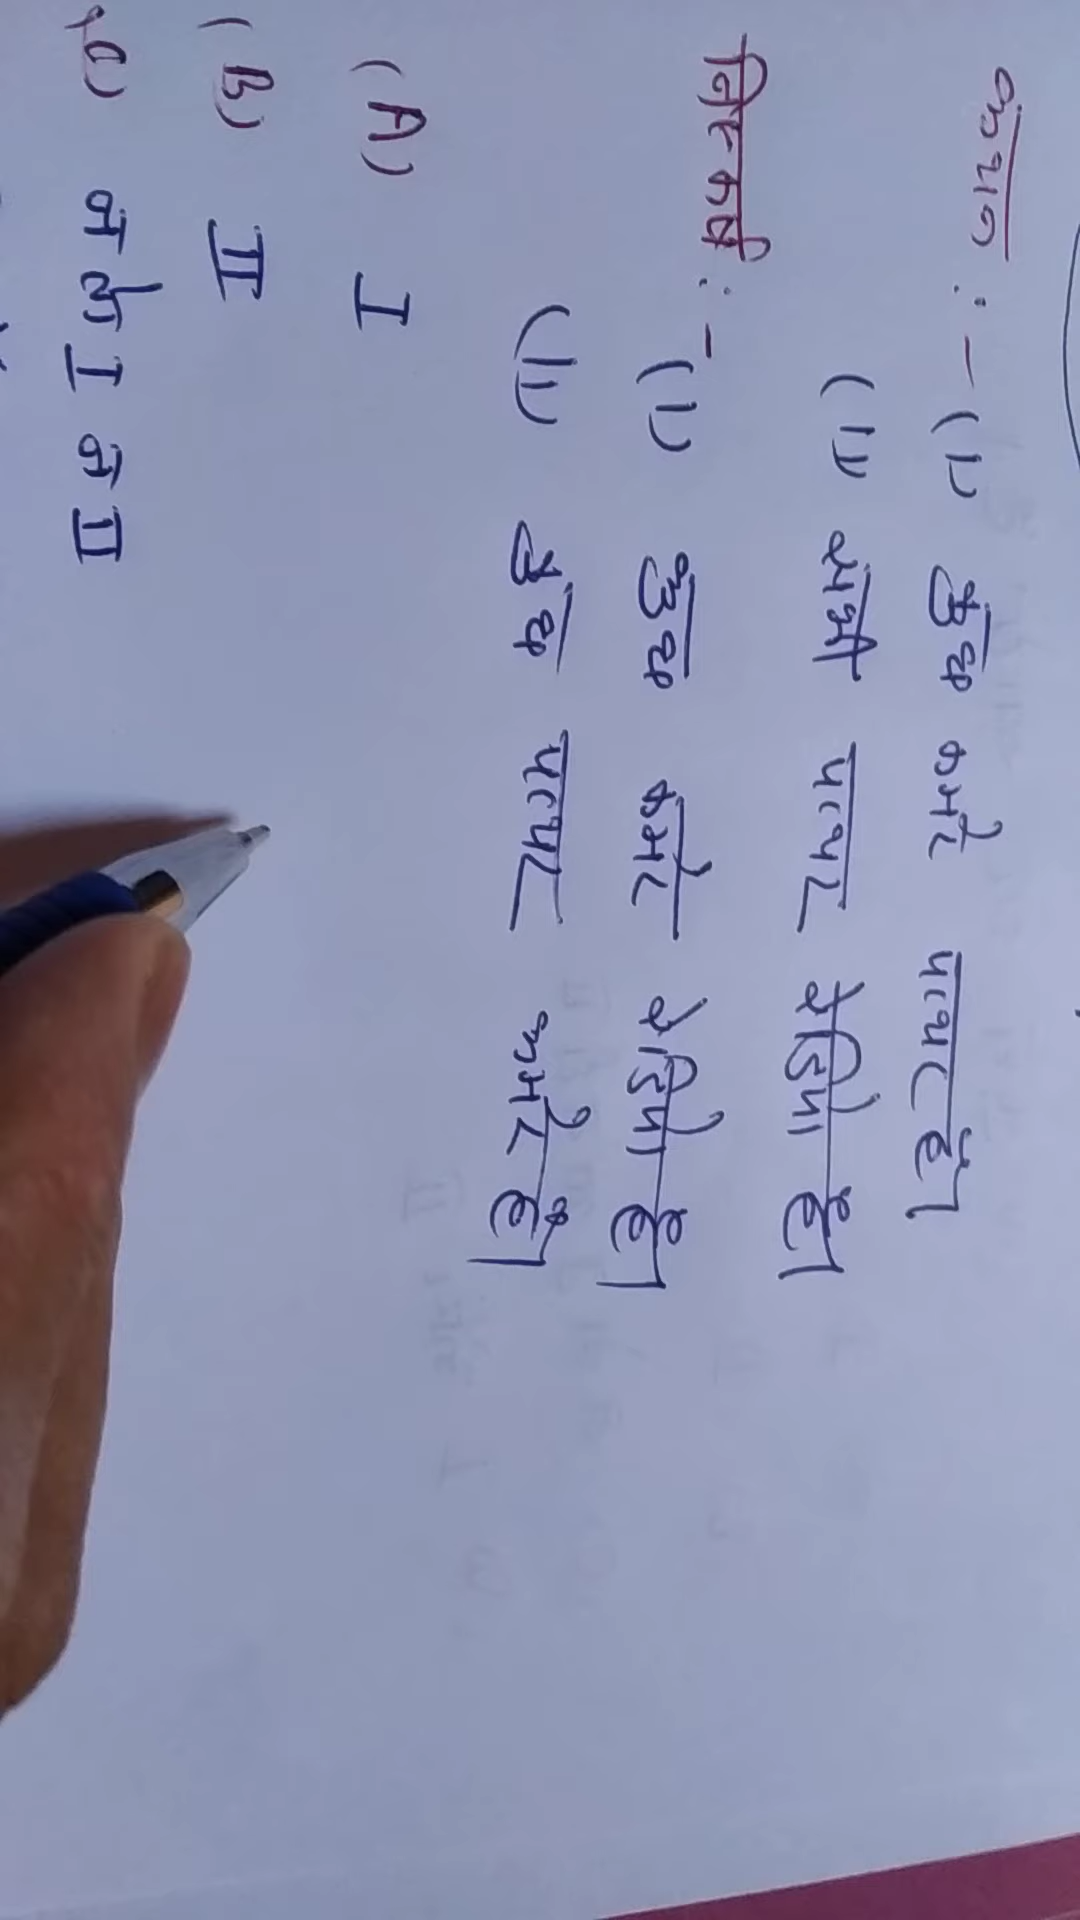 कथन :- (I) कुछ कमरे पत्थर है।
(II) सभी पत्थर रेडियो है।
निष्कर्ष :- (I) कुछ कमरे रेडियो है।
(II) कुछ पत्थर कमरे है।
(A) I
(B) II
(C) न तो I न II